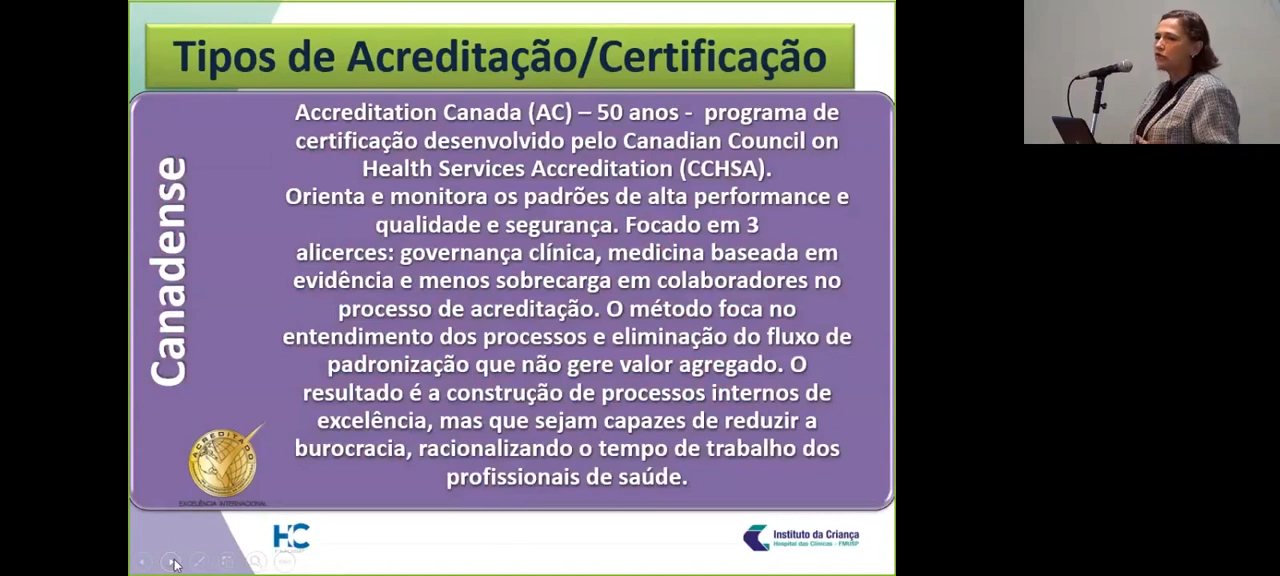 Tipos de Acreditação/Certificação
Canadense
Accreditation Canada (AC) – 50 anos - programa de
certificação desenvolvido pelo Canadian Council on
Health Services Accreditation (CCHSA).
Orienta e monitora os padrões de alta performance e
qualidade e segurança. Focado em 3
alicerces: governança clínica, medicina baseada em
evidência e menos sobrecarga em colaboradores no
processo de acreditação. O método foca no
entendimento dos processos e eliminação do fluxo de
padronização que não gere valor agregado. O
resultado é a construção de processos internos de
excelência, mas que sejam capazes de reduzir a
burocracia, racionalizando o tempo de trabalho dos
profissionais de saúde.
ACREDITADO
EXCELÊNCIA INTERNACIONAL
HC
Instituto da Criança
Hospital das Clínicas - FMUSP